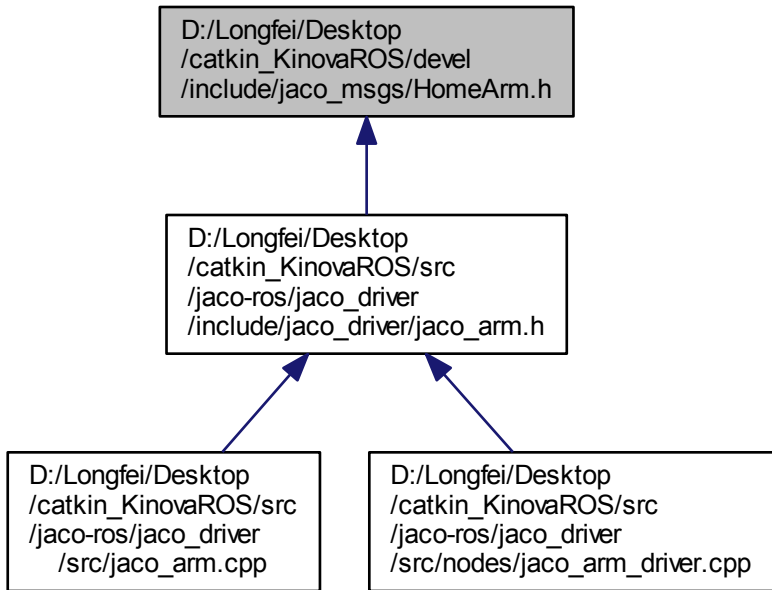 D:/Longfei/Desktop
/catkin_KinovaROS/devel
/include/jaco_msgs/HomeArm.h
D:/Longfei/Desktop
/catkin_KinovaROS/src
/jaco-ros/jaco_driver
/include/jaco_driver/jaco_arm.h
D:/Longfei/Desktop
/catkin_KinovaROS/src
/jaco-ros/jaco_driver
/src/jaco_arm.cpp
D:/Longfei/Desktop
/catkin_KinovaROS/src
/jaco-ros/jaco_driver
/src/nodes/jaco_arm_driver.cpp